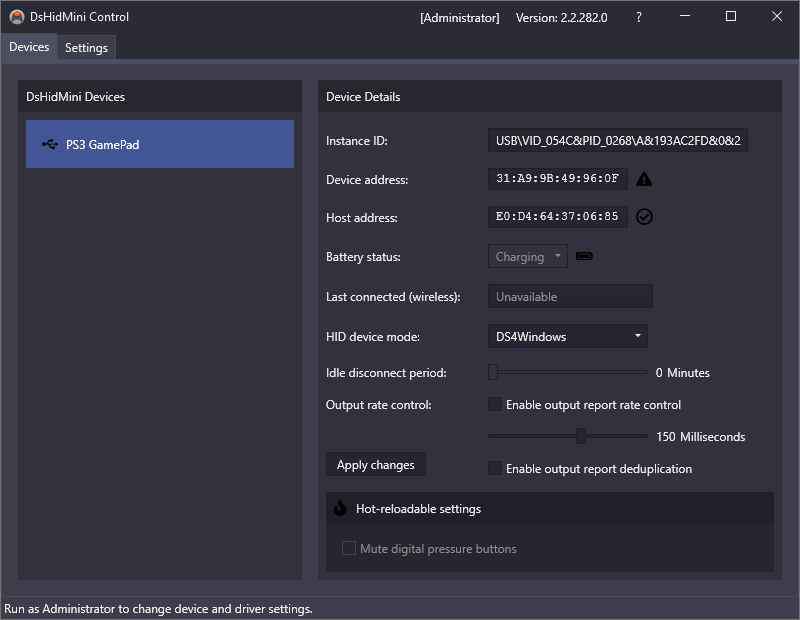 DsHidMini Control
[Administrator]
Version: 2.2.282.0
?
Devices
Settings
DsHidMini Devices
PS3 GamePad
Device Details
Instance ID:
USB\VID_054C&PID_0268\A&193AC2FD&0&2
Device address:
31:A9:9B:49:96:0F
Host address:
E0:D4:64:37:06:85
Battery status:
Charging
Last connected (wireless):
Unavailable
HID device mode:
DS4Windows
Idle disconnect period:
0 Minutes
Output rate control:
Enable output report rate control
150 Milliseconds
Apply changes
Enable output report deduplication
Hot-reloadable settings
Mute digital pressure buttons
Run as Administrator to change device and driver settings.